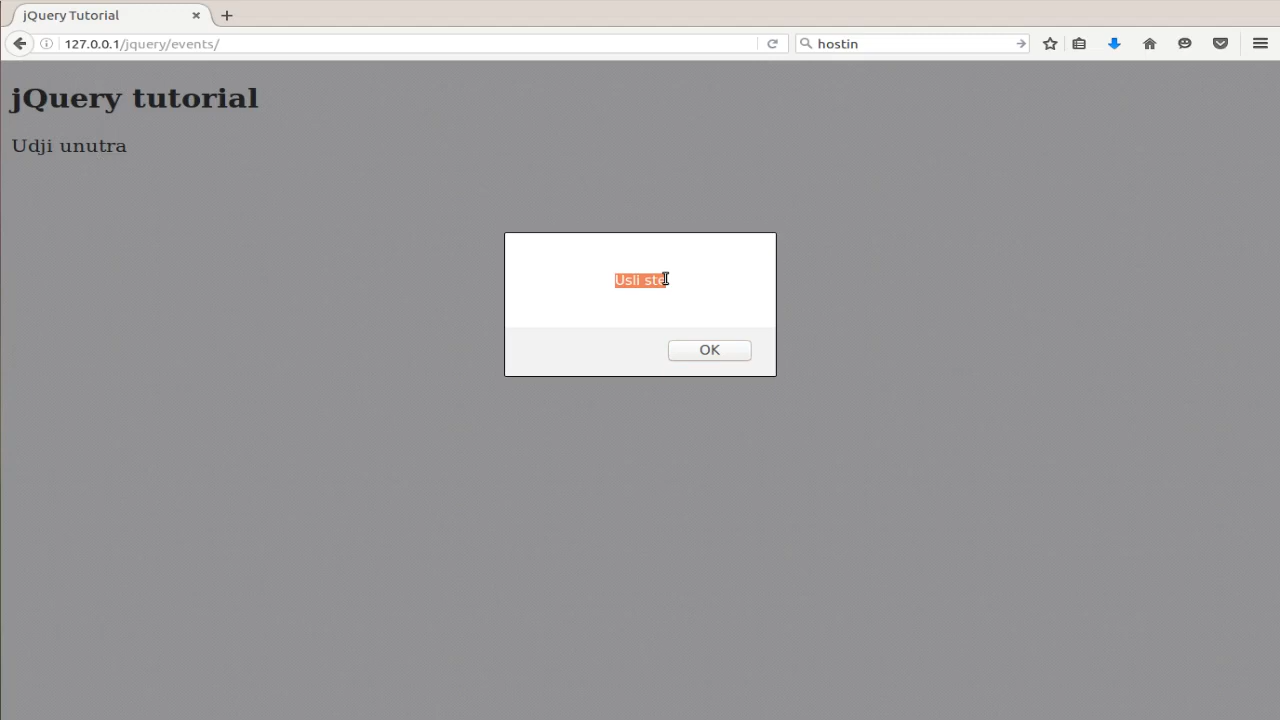 jQuery Tutorial
127.0.0.1/jquery/events/
hostin
jQuery tutorial
Udji unutra
Usli ste
OK